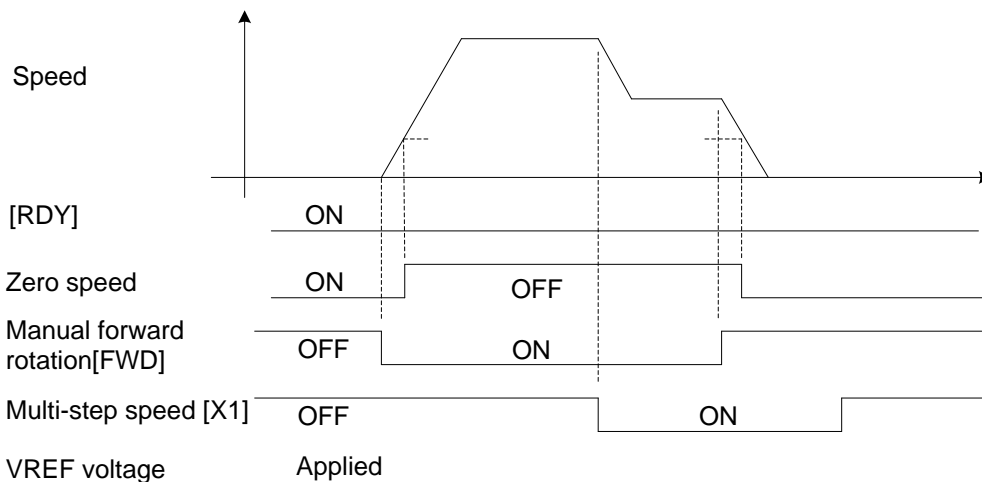 Speed
[RDY]
ON
Zero speed
ON
OFF
Manual forward
rotation[FWD]
OFF
ON
Multi-step speed [X1]
OFF
ON
VREF voltage
Applied